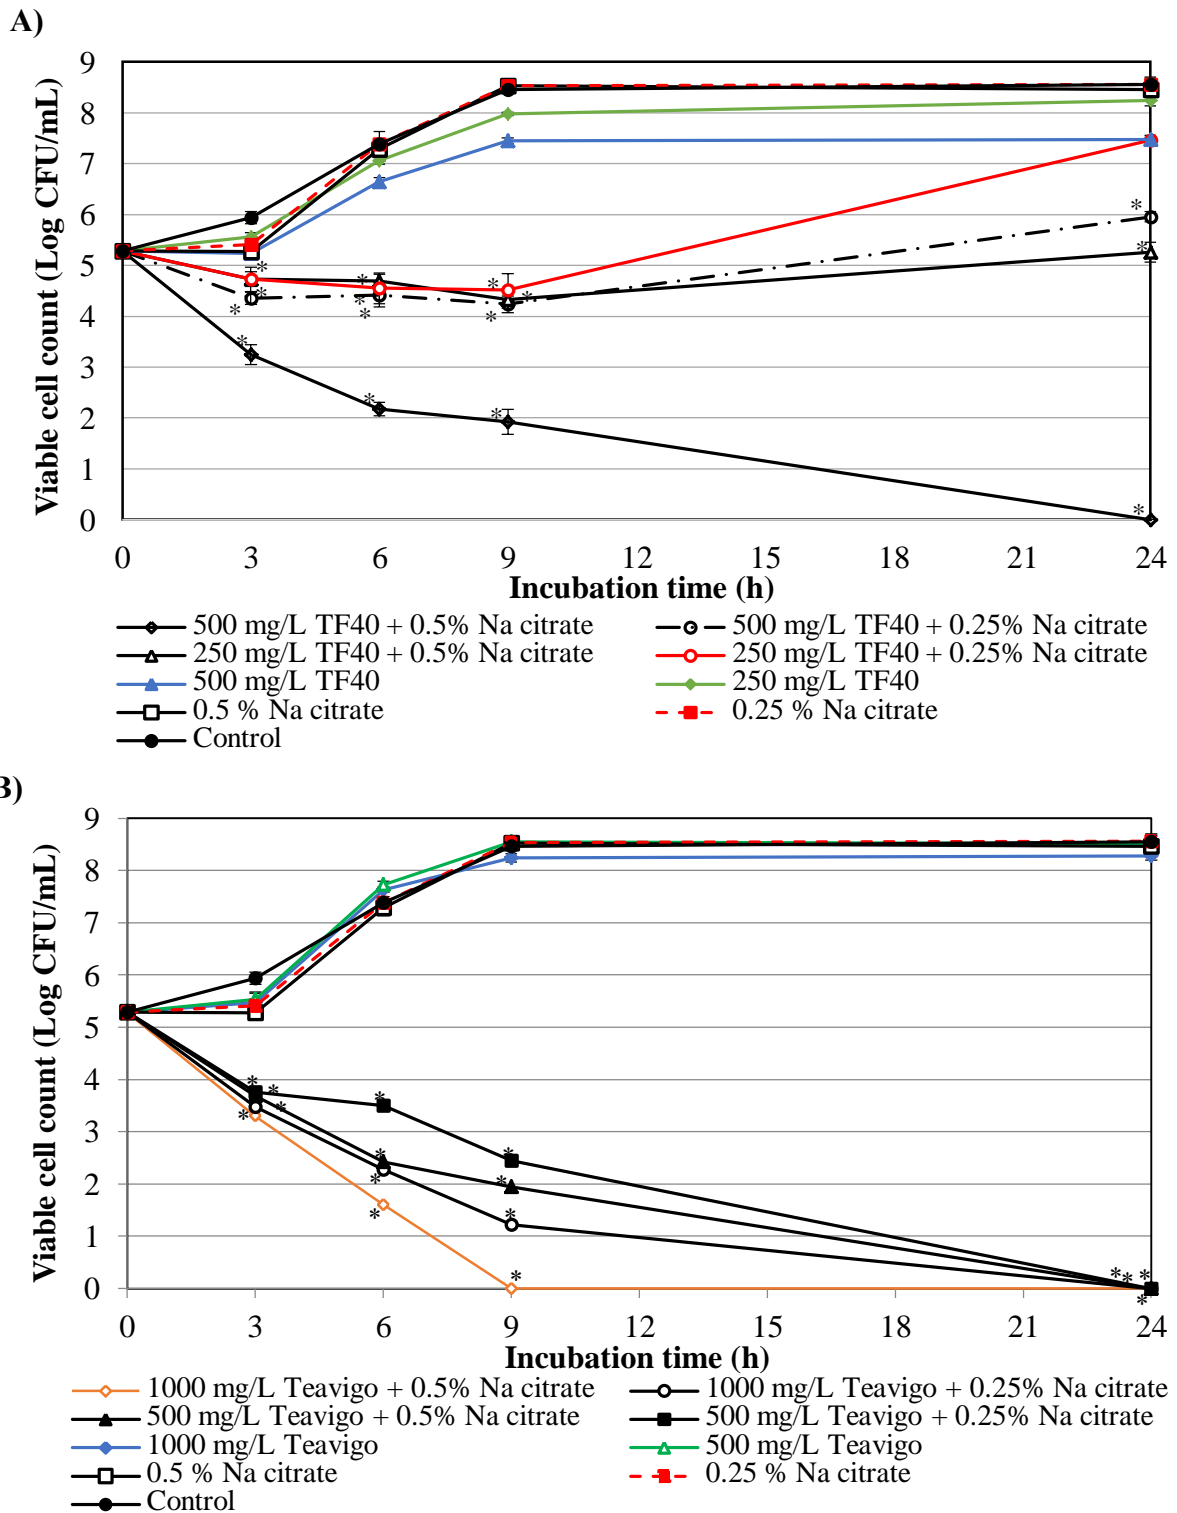 A)
9
8
7
6
5
4
3
2
1
0
Viable cell count (Log CFU/mL)
0 3 6 9 12 15 18 21 24
Incubation time (h)
500 mg/L TF40 + 0.5% Na citrate 500 mg/L TF40 + 0.25% Na citrate
250 mg/L TF40 + 0.5% Na citrate 250 mg/L TF40 + 0.25% Na citrate
500 mg/L TF40 250 mg/L TF40
0.5 % Na citrate 0.25 % Na citrate
Control
B)
9
8
7
6
5
4
3
2
1
0
Viable cell count (Log CFU/mL)
0 3 6 9 12 15 18 21 24
Incubation time (h)
1000 mg/L Teavigo + 0.5% Na citrate 1000 mg/L Teavigo + 0.25% Na citrate
500 mg/L Teavigo + 0.5% Na citrate 500 mg/L Teavigo + 0.25% Na citrate
1000 mg/L Teavigo 500 mg/L Teavigo
0.5 % Na citrate 0.25 % Na citrate
Control